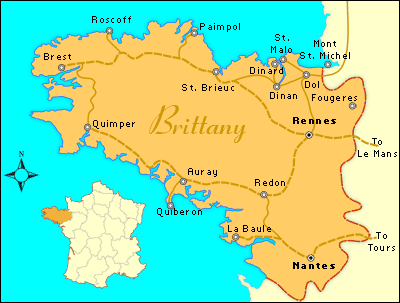 Roscoff
Paimpol
St.
Malo
Mont
St. Michel
Brest
Dinard
Dol
St. Brieuc
Dinan
Fougeres
Quimper
Brittany
Rennes
To
Le Mans
N
Auray
Redon
Quiberon
La Baule
To
Tours
Nantes